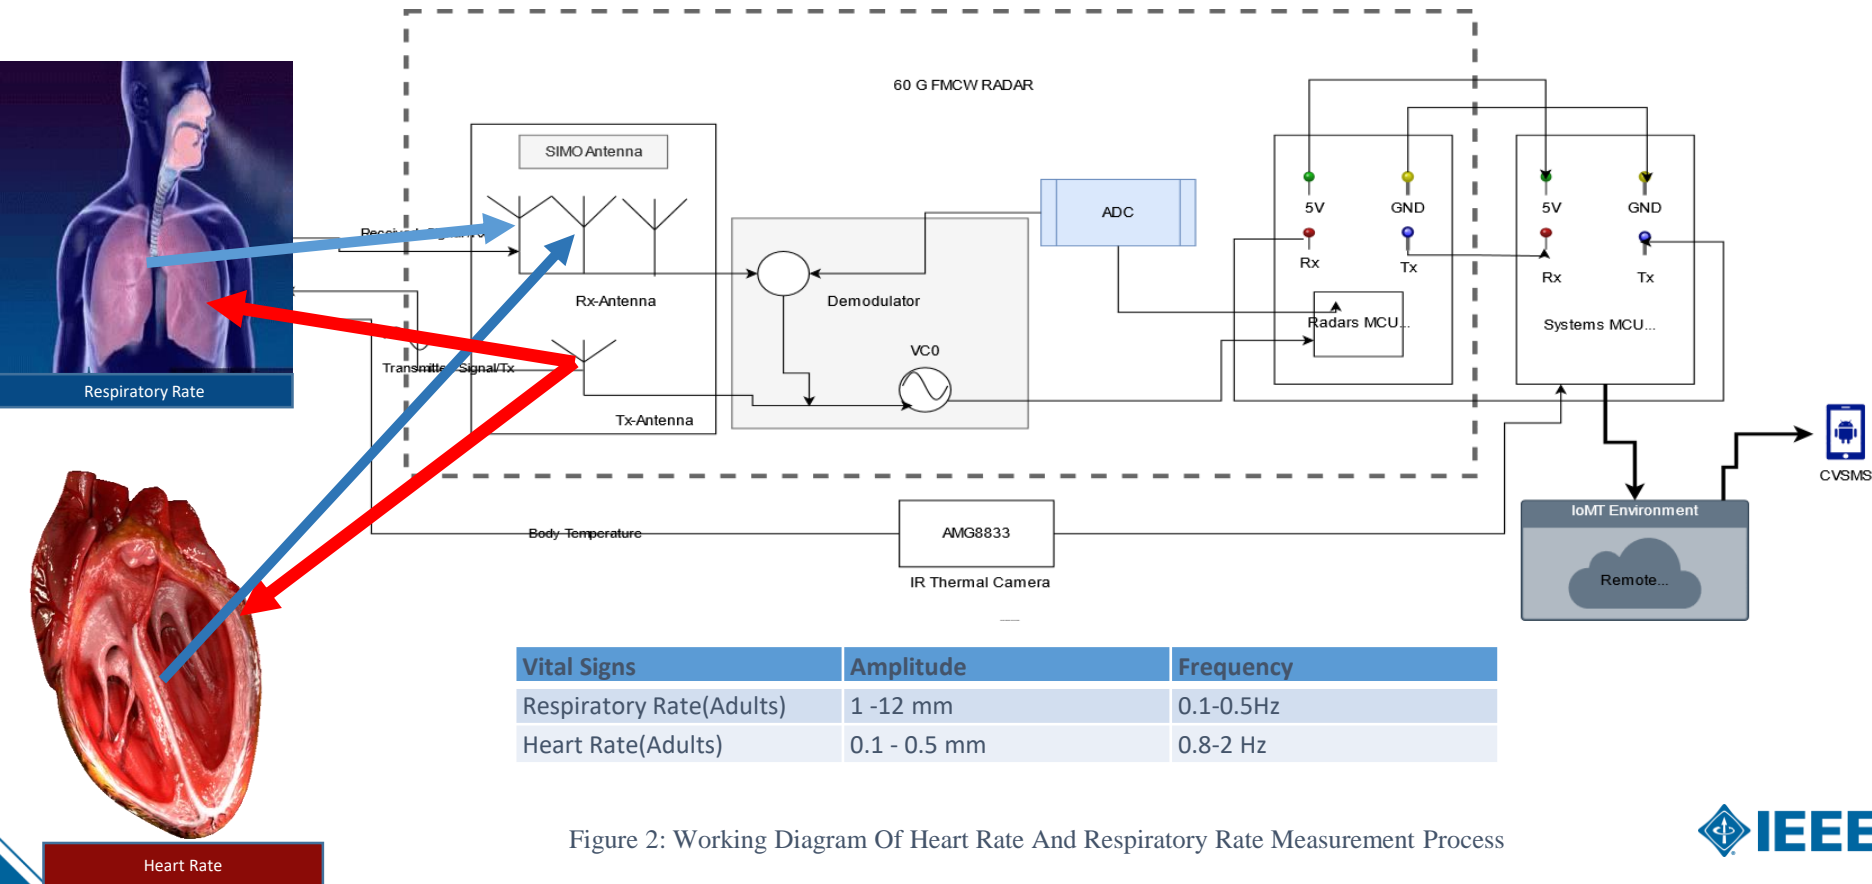 60 G FMCW RADAR
SIMO Antenna
Rx-Antenna
Transmitted Signal/Tx
Tx-Antenna
Demodulator
VC0
ADC
5V
GND
Rx
Tx
Radars MCU...
5V
GND
Rx
Tx
Systems MCU...
Respiratory Rate
CVSMS
Body Temperature
AMG8833
IR Thermal Camera
IoMT Environment
Remote...
Vital Signs Amplitude Frequency
Respiratory Rate(Adults) 1 -12 mm 0.1-0.5Hz
Heart Rate(Adults) 0.1 - 0.5 mm 0.8-2 Hz
Figure 2: Working Diagram Of Heart Rate And Respiratory Rate Measurement Process
IEEE
Heart Rate